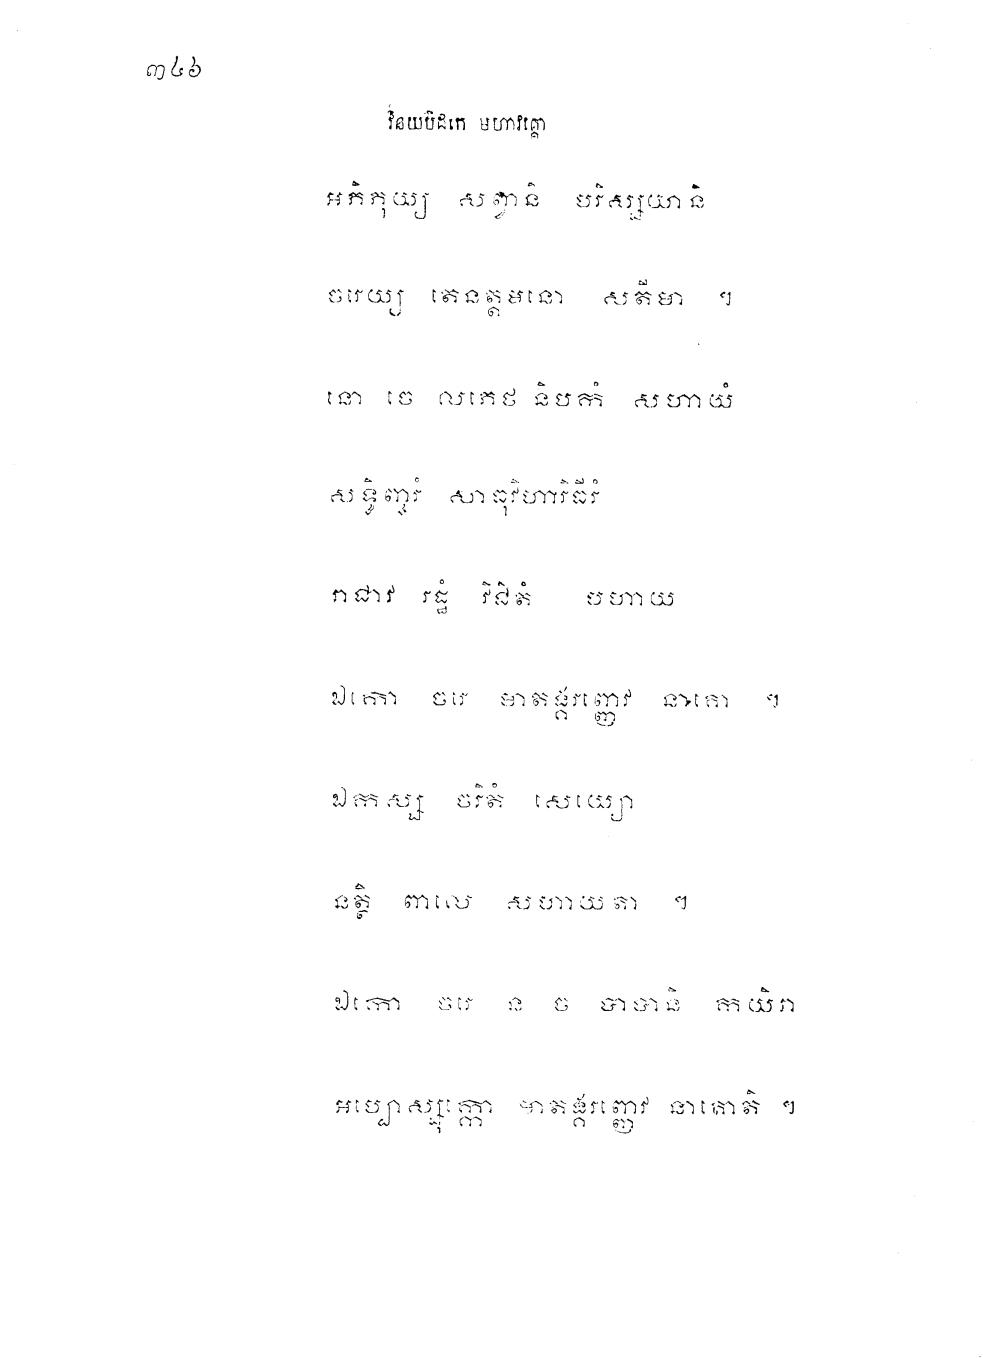 ៣៤៦
វិនយបិដកេ មហាវគ្គោ
អភិភុយ្យ សព្វានិ បរិស្សយានិ
ចរេយ្យ តេនត្តមនោ សតីមា ។
នោ ចេ លភេថ និបកំ សហាយំ
សទ្ធិញ្ចរំ សាធុវិហារិធីរំ
រាជាវ រដ្ឋំ វិជិតំ បហាយ
ឯកោ ចរេ មាតង្គរញ្ញេវ នាគោ ។
ឯកស្ស ចរិតំ សេយ្យោ
នត្ថិ ពាលេ សហាយតា ។
ឯកោ ចរេ ន ច បាបានិ កយិរា
អប្បោស្សុក្កោ មាតង្គរញ្ញេវ នាគោតិ ។